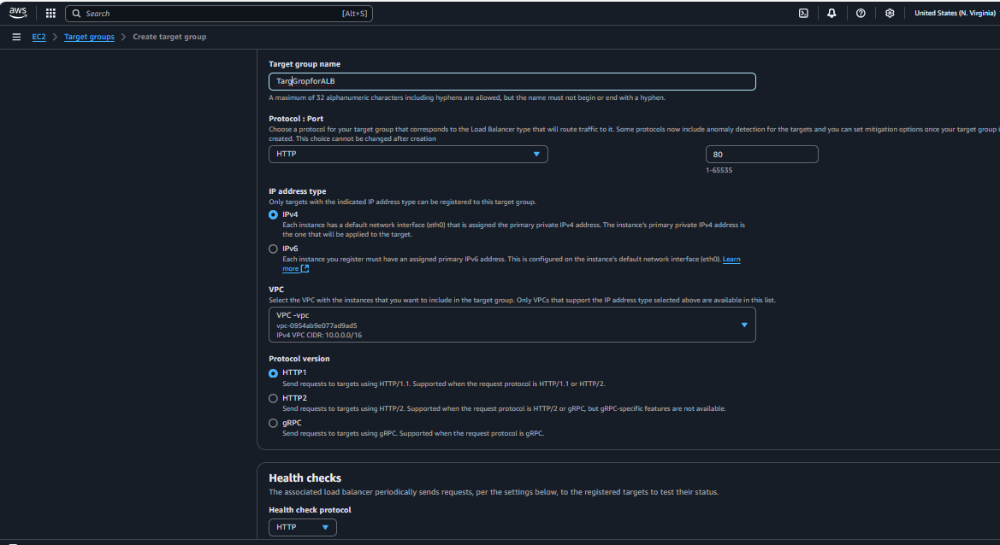 aws
Search [Alt+S]
United States (N. Virginia)
EC2 > Target groups > Create target group
Target group name
TargGropforALB
A maximum of 32 alphanumeric characters including hyphens are allowed, but the name must not begin or end with a hyphen.
Protocol : Port
Choose a protocol for your target group that corresponds to the Load Balancer type that will route traffic to it. Some protocols now include anomaly detection for the targets and you can set mitigation options once your target group i
created. This choice cannot be changed after creation
HTTP
80
1-65535
IP address type
Only targets with the indicated IP address type can be registered to this target group.
IPv4
Each instance has a default network interface (eth0) that is assigned the primary private IPv4 address. The instance's primary private IPv4 address is
the one that will be applied to the target.
IPv6
Each instance you register must have an assigned primary IPv6 address. This is configured on the instance's default network interface (eth0). Learn
more
VPC
Select the VPC with the instances that you want to include in the target group. Only VPCs that support the IP address type selected above are available in this list.
VPC -vpc
vpc-0954ab9e077ad9ad5
IPv4 VPC CIDR: 10.0.0.0/16
Protocol version
HTTP1
Send requests to targets using HTTP/1.1. Supported when the request protocol is HTTP/1.1 or HTTP/2.
HTTP2
Send requests to targets using HTTP/2. Supported when the request protocol is HTTP/2 or gRPC, but gRPC-specific features are not available.
gRPC
Send requests to targets using gRPC. Supported when the request protocol is gRPC.
Health checks
The associated load balancer periodically sends requests, per the settings below, to the registered targets to test their status.
Health check protocol
HTTP